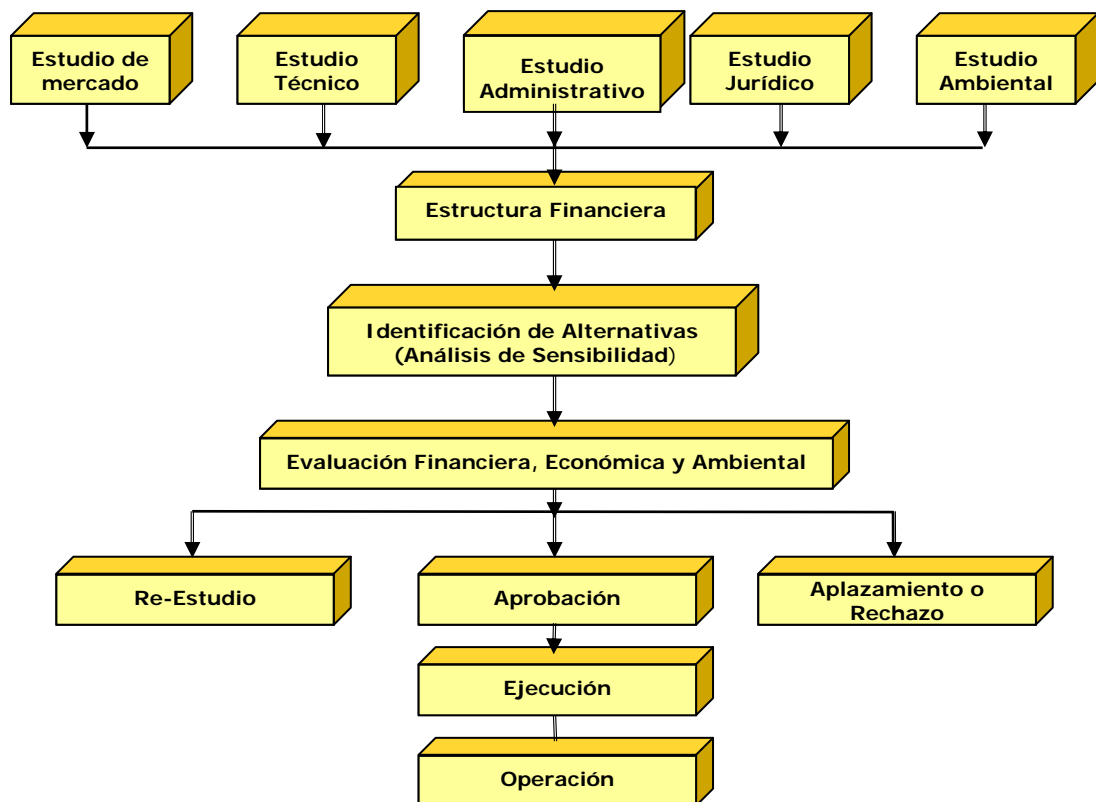 Estudio de
mercado
Estudio
Técnico
Estudio
Administrativo
Estudio
Jurídico
Estudio
Ambiental
Estructura Financiera
Identificación de Alternativas
(Análisis de Sensibilidad)
Evaluación Financiera, Económica y Ambiental
Re-Estudio
Aprobación
Aplazamiento o
Rechazo
Ejecución
Operación